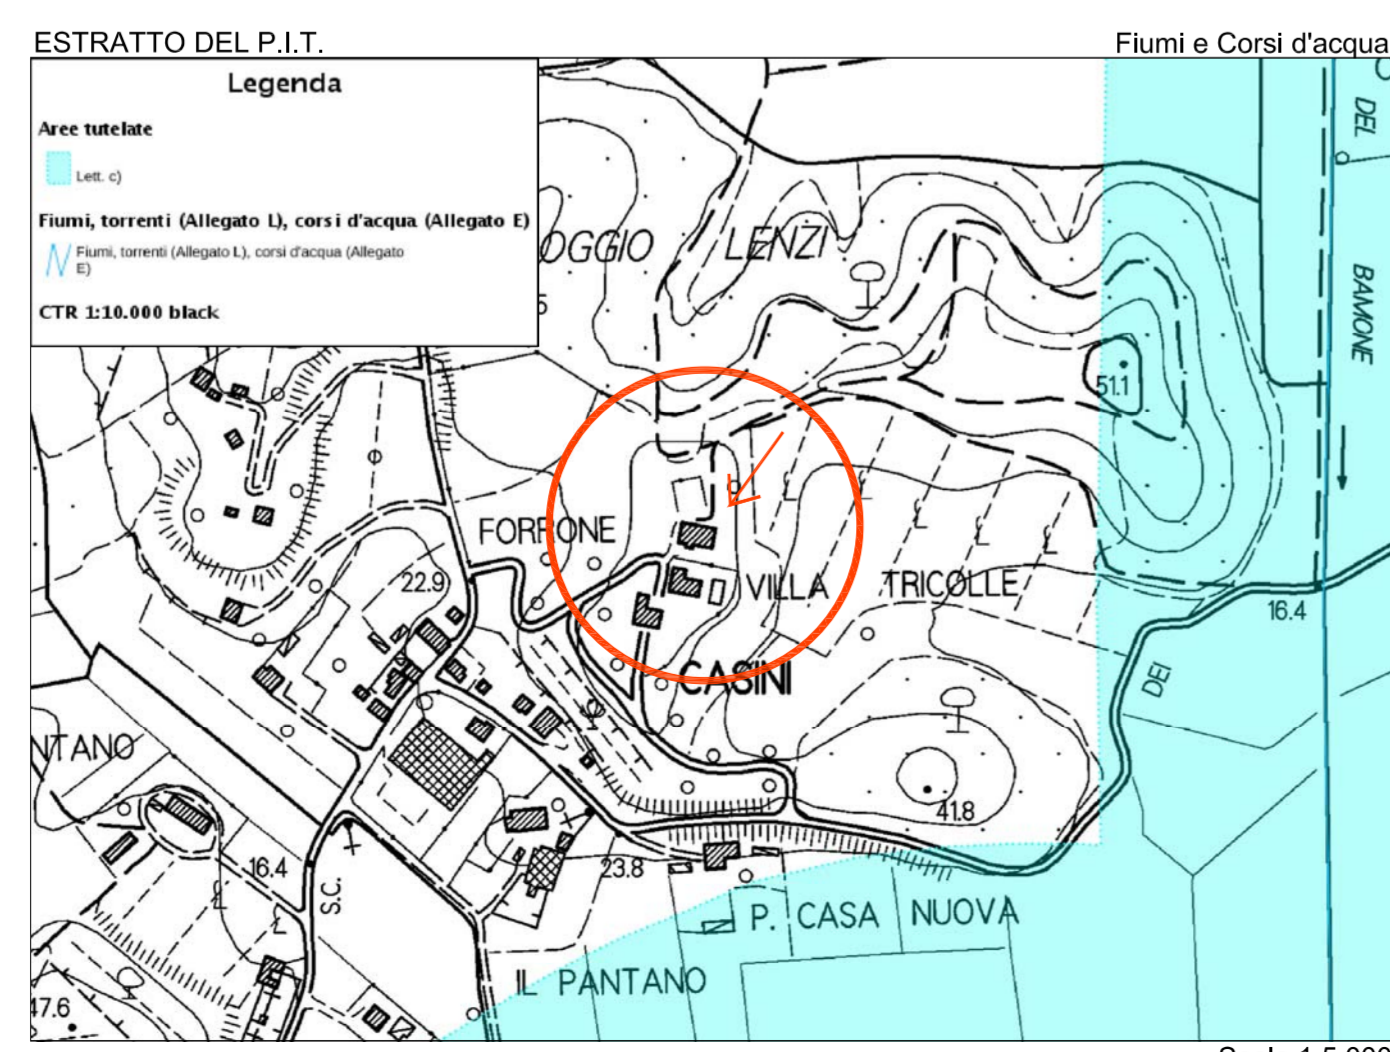 ESTRATTO DEL P.I.T.
Fiumi e Corsi d'acqua
Legenda
Aree tutelate
Lett. c)
Fiumi, torrenti (Allegato L), corsi d'acqua (Allegato E)
Fiumi, torrenti (Allegato L), corsi d'acqua (Allegato
E)
CTR 1:10.000 black
DEL
OGGIO LENZI
BAMONE
5
51.1
FORRONE
22.9
VILLA TRICOLLE
16.4
CASINI
DEI
NTANO
41.8
16.4
23.8
S.C.
P. CASA NUOVA
IL PANTANO
47.6